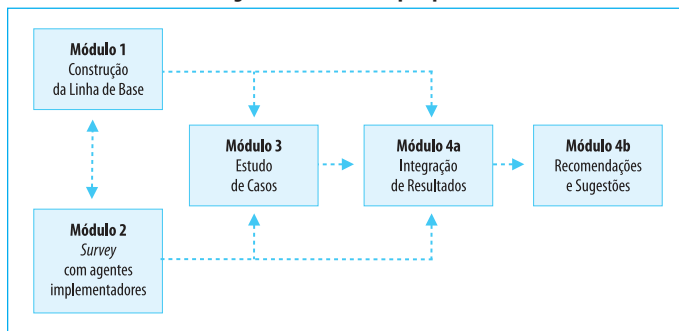 Módulo 1
Construção
da Linha de Base
Módulo 3
Estudo
de Casos
Módulo 4a
Integração
de Resultados
Módulo 4b
Recomendações
e Sugestões
Módulo 2
Survey
com agentes
implementadores